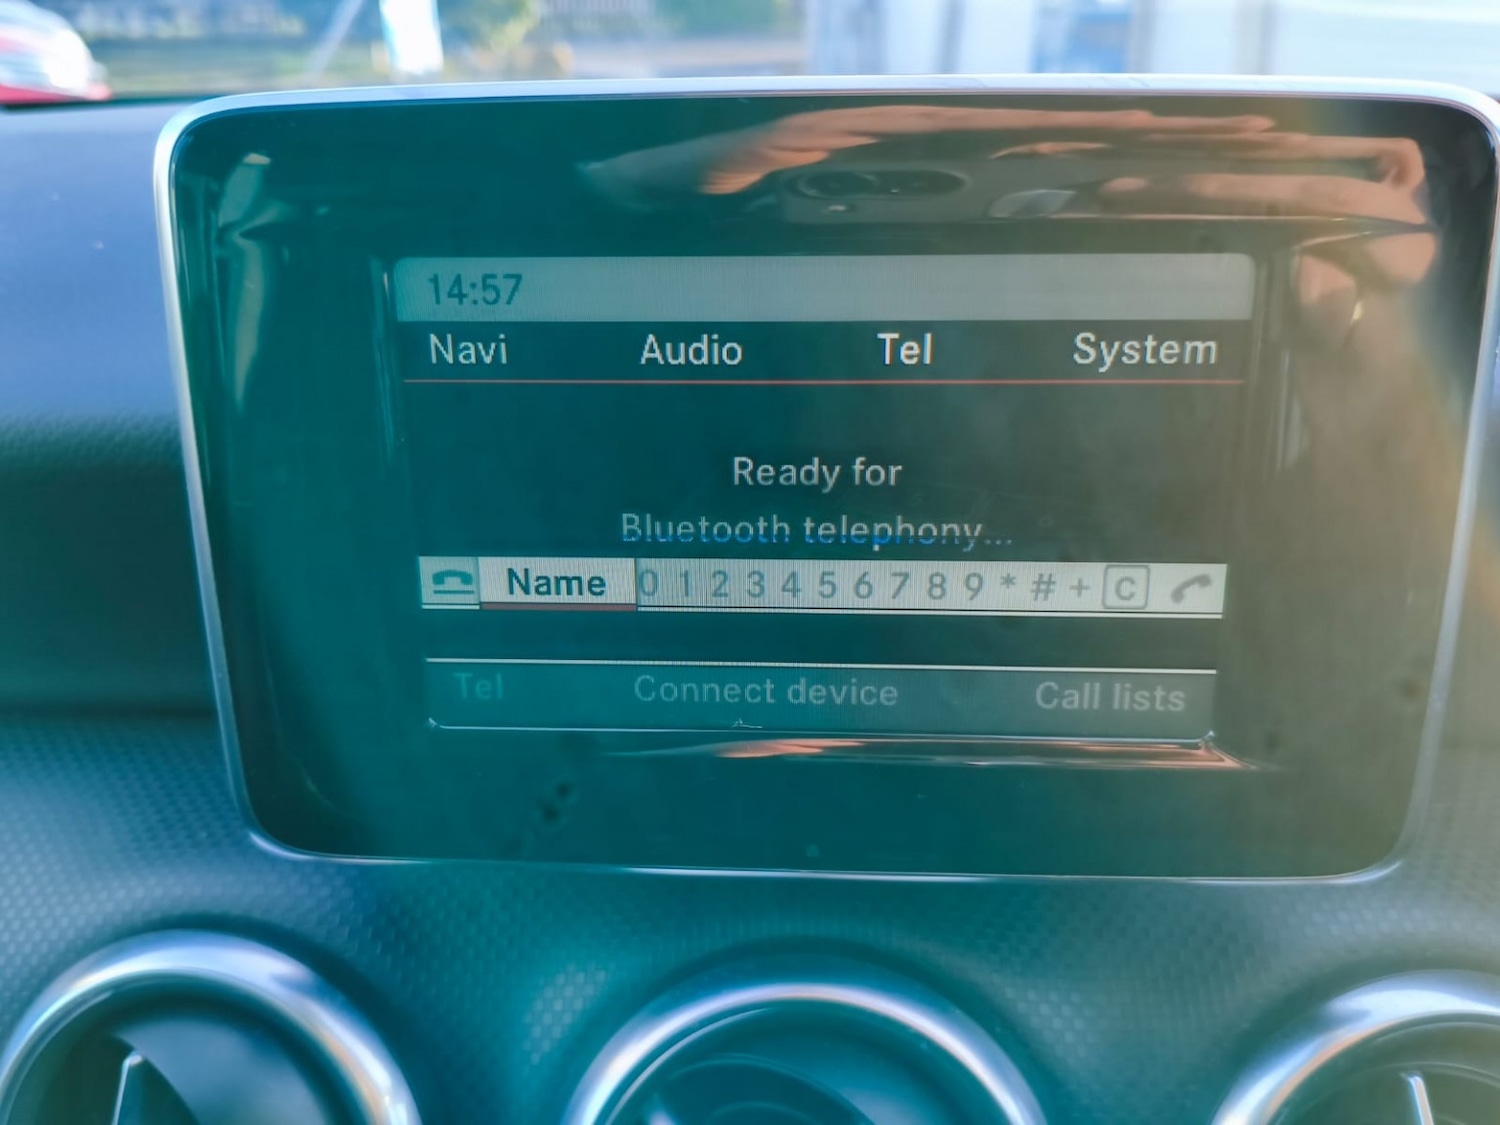 14:57
Navi Audio Tel System
Ready for
Bluetooth telephony...
Name 0 1 2 3 4 5 6 7 8 9 * # + C
Tel Connect device Call lists